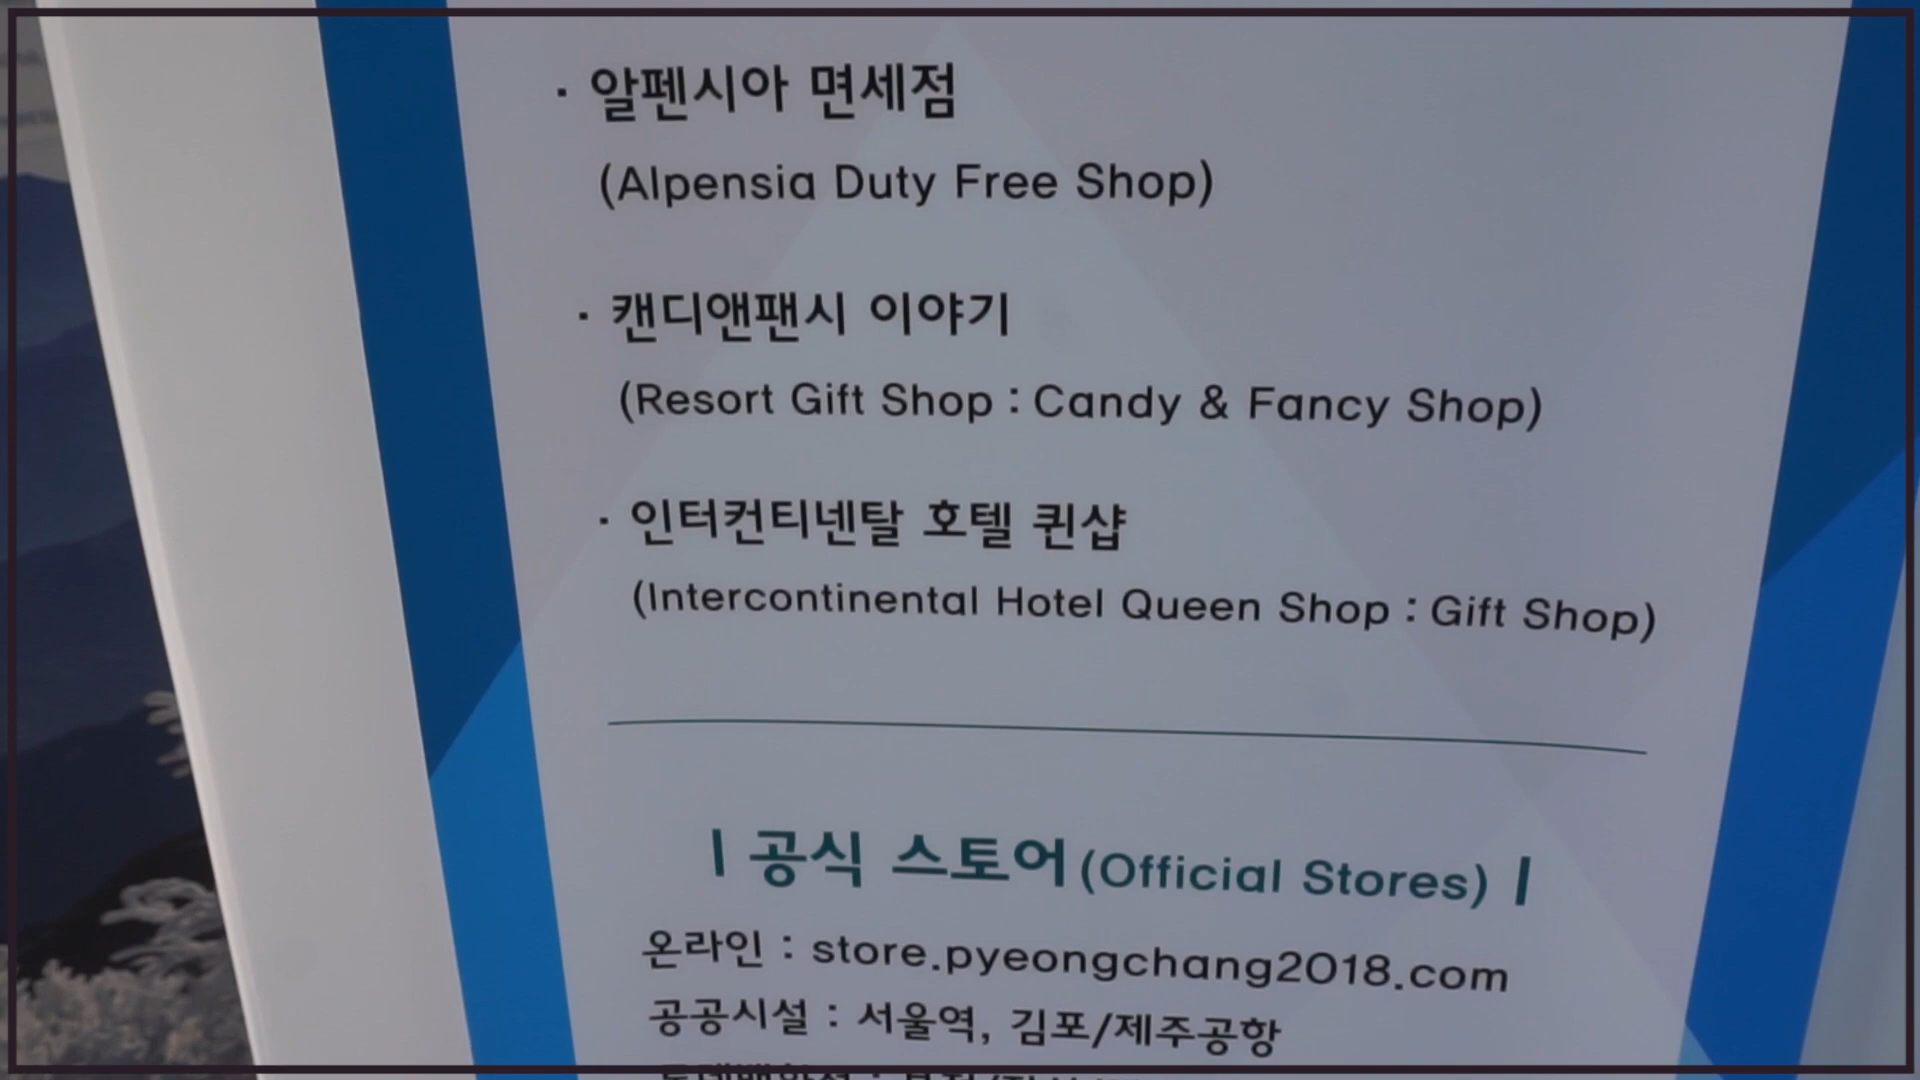 · 알펜시아 면세점
(Alpensia Duty Free Shop)
· 캔디앤팬시 이야기
(Resort Gift Shop : Candy & Fancy Shop)
· 인터컨티넨탈 호텔 퀸샵
(Intercontinental Hotel Queen Shop : Gift Shop)
| 공식 스토어(Official Stores) |
온라인 : store.pyeongchang2018.com
공공시설 : 서울역, 김포/제주공항